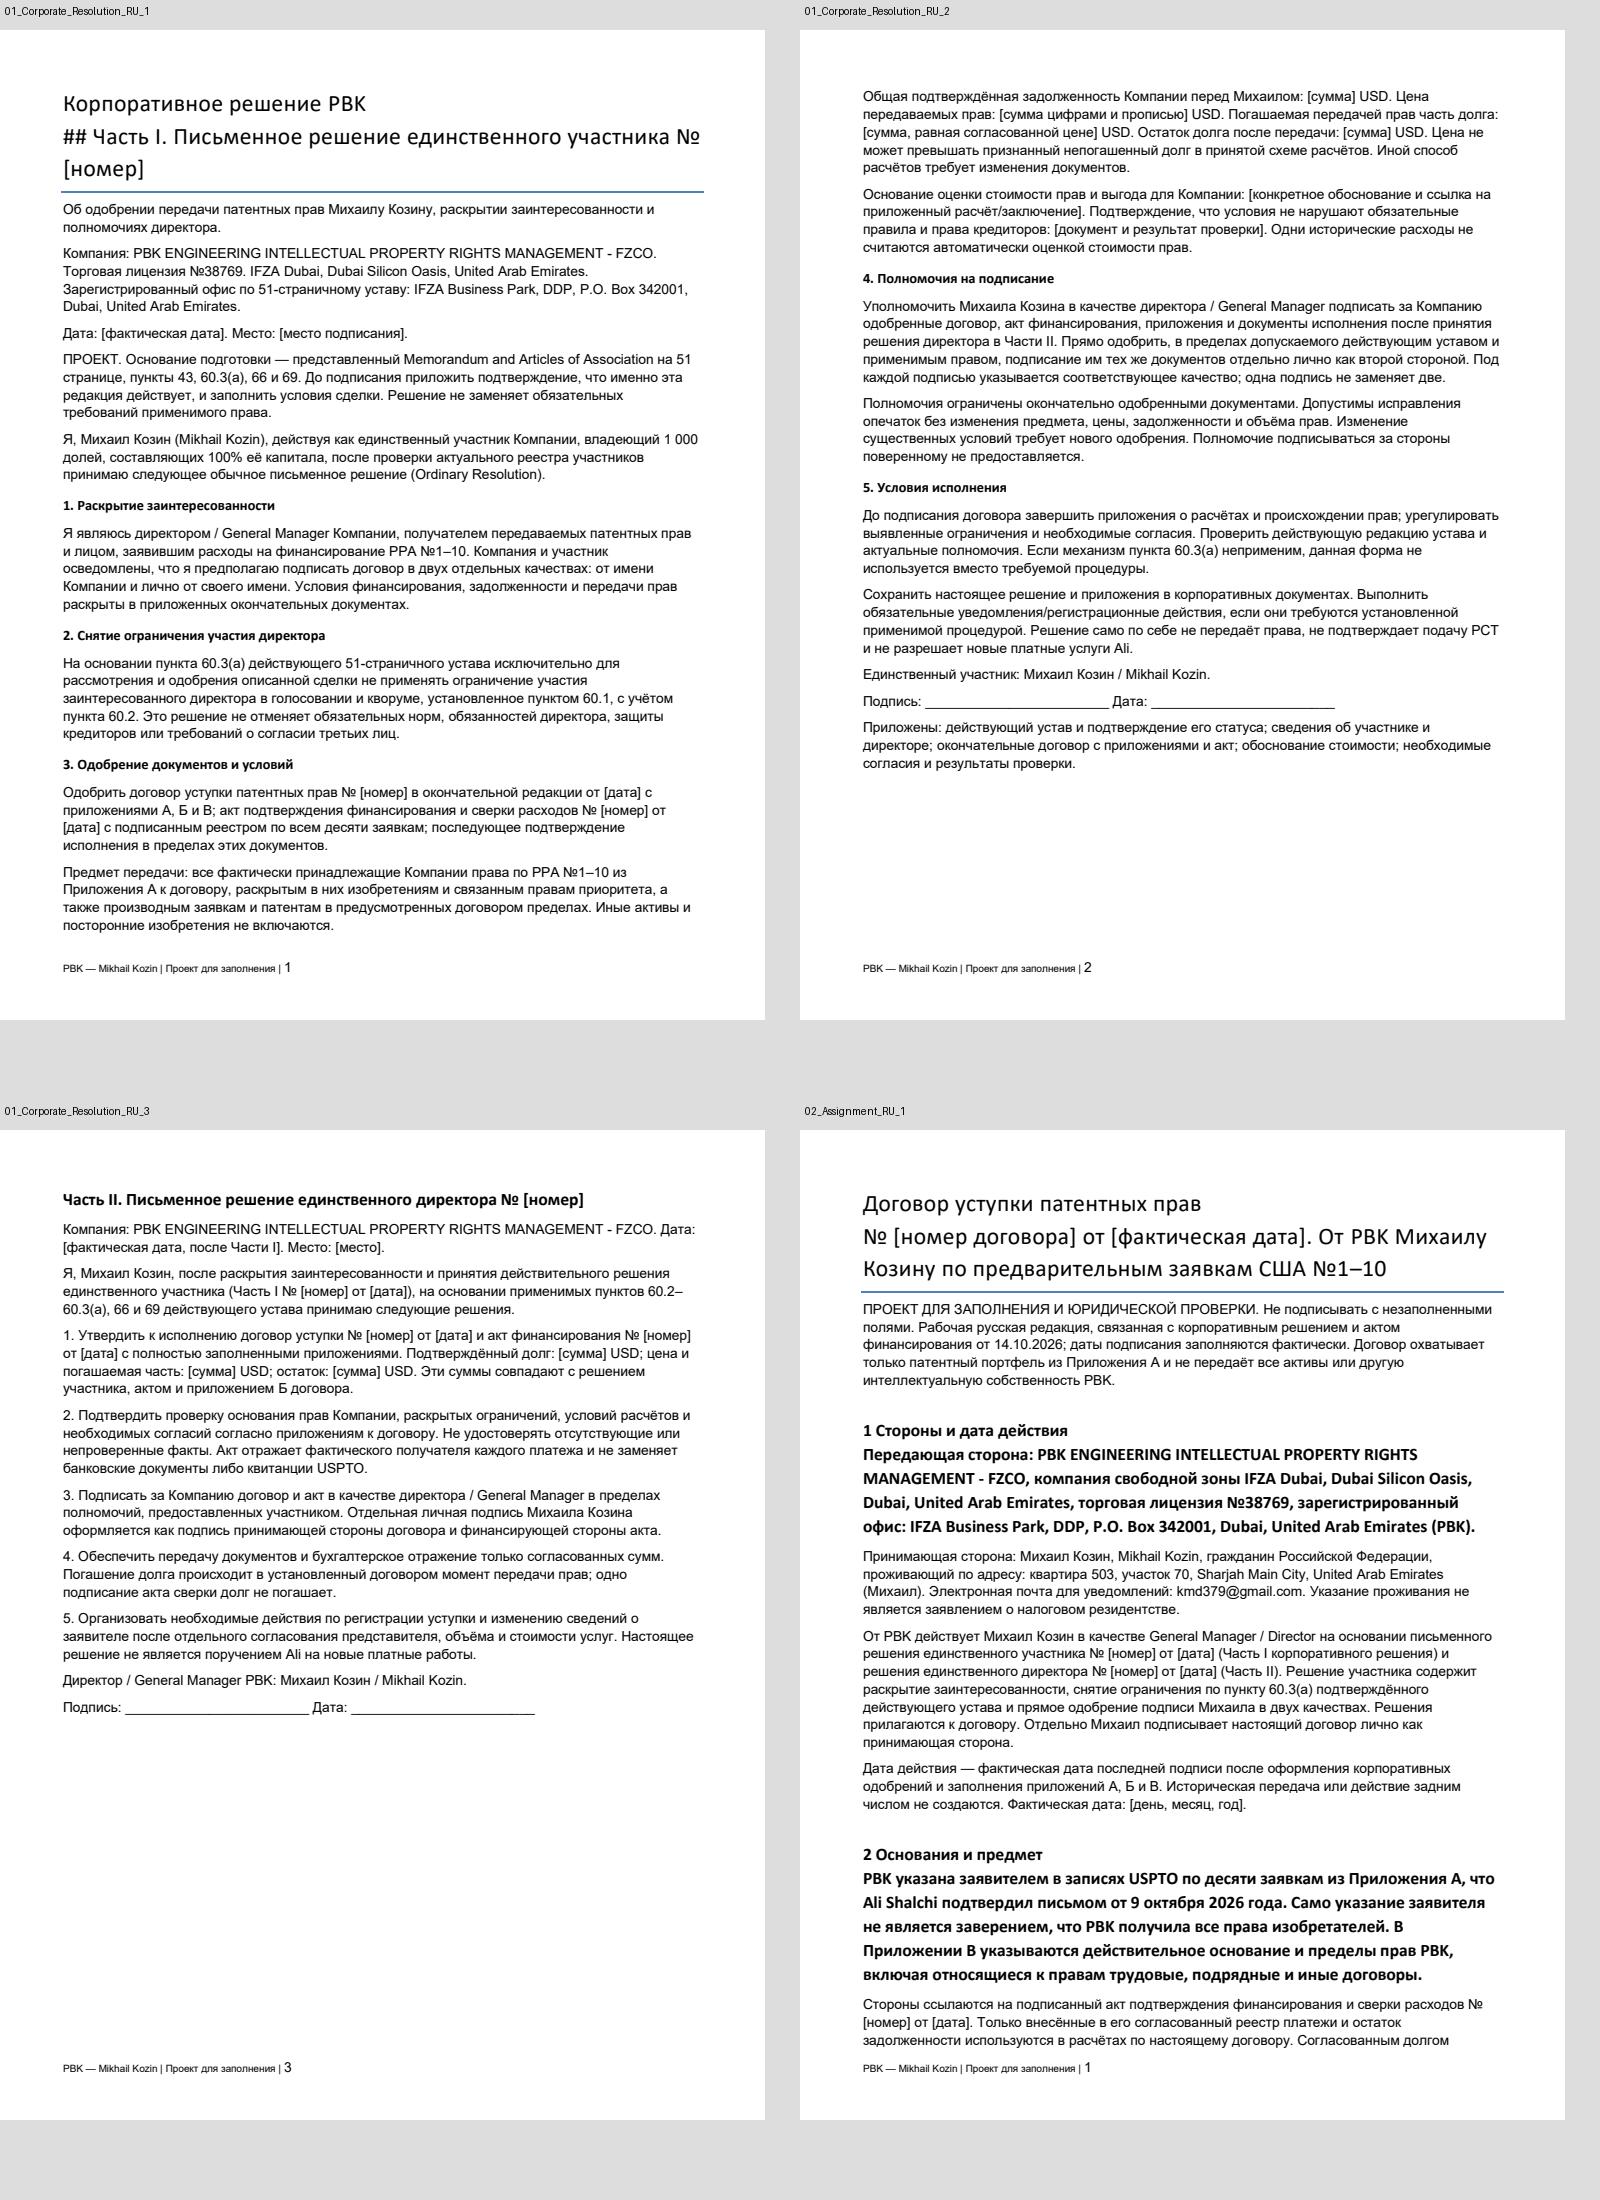 01_Corporate_Resolution_RU_1
Корпоративное решение PBK
## Часть I. Письменное решение единственного участника №
[номер]
Об одобрении передачи патентных прав Михаилу Козину, раскрытии заинтересованности и
полномочиях директора.
Компания: PBK ENGINEERING INTELLECTUAL PROPERTY RIGHTS MANAGEMENT - FZCO.
Торговая лицензия №38769. IFZA Dubai, Dubai Silicon Oasis, United Arab Emirates.
Зарегистрированный офис по 51-страничному уставу: IFZA Business Park, DDP, P.O. Box 342001,
Dubai, United Arab Emirates.
Дата: [фактическая дата]. Место: [место подписания].
ПРОЕКТ. Основание подготовки — представленный Memorandum and Articles of Association на 51
странице, пункты 43, 60.3(a), 66 и 69. До подписания приложить подтверждение, что именно эта
редакция действует, и заполнить условия сделки. Решение не заменяет обязательных
требований применимого права.
Я, Михаил Козин (Mikhail Kozin), действуя как единственный участник Компании, владеющий 1 000
долей, составляющих 100% её капитала, после проверки актуального реестра участников
принимаю следующее обычное письменное решение (Ordinary Resolution).
1. Раскрытие заинтересованности
Я являюсь директором / General Manager Компании, получателем передаваемых патентных прав
и лицом, заявившим расходы на финансирование PPA №1–10. Компания и участник
осведомлены, что я предполагаю подписать договор в двух отдельных качествах: от имени
Компании и лично от своего имени. Условия финансирования, задолженности и передачи прав
раскрыты в приложенных окончательных документах.
2. Снятие ограничения участия директора
На основании пункта 60.3(a) действующего 51-страничного устава исключительно для
рассмотрения и одобрения описанной сделки не применять ограничение участия
заинтересованного директора в голосовании и кворуме, установленное пунктом 60.1, с учётом
пункта 60.2. Это решение не отменяет обязательных норм, обязанностей директора, защиты
кредиторов или требований о согласии третьих лиц.
3. Одобрение документов и условий
Одобрить договор уступки патентных прав № [номер] в окончательной редакции от [дата] с
приложениями А, Б и В; акт подтверждения финансирования и сверки расходов № [номер] от
[дата] с подписанным реестром по всем десяти заявкам; последующее подтверждение
исполнения в пределах этих документов.
Предмет передачи: все фактически принадлежащие Компании права по PPA №1–10 из
Приложения А к договору, раскрытым в них изобретениям и связанным правам приоритета, а
также производным заявкам и патентам в предусмотренных договором пределах. Иные активы и
посторонние изобретения не включаются.
PBK — Mikhail Kozin | Проект для заполнения | 1
01_Corporate_Resolution_RU_2
Общая подтверждённая задолженность Компании перед Михаилом: [сумма] USD. Цена
передаваемых прав: [сумма цифрами и прописью] USD. Погашаемая передачей прав часть долга:
[сумма, равная согласованной цене] USD. Остаток долга после передачи: [сумма] USD. Цена не
может превышать признанный непогашенный долг в принятой схеме расчётов. Иной способ
расчётов требует изменения документов.
Основание оценки стоимости прав и выгода для Компании: [конкретное обоснование и ссылка на
приложенный расчёт/заключение]. Подтверждение, что условия не нарушают обязательные
правила и права кредиторов: [документ и результат проверки]. Одни исторические расходы не
считаются автоматически оценкой стоимости прав.
4. Полномочия на подписание
Уполномочить Михаила Козина в качестве директора / General Manager подписать за Компанию
одобренные договор, акт финансирования, приложения и документы исполнения после принятия
решения директора в Части II. Прямо одобрить, в пределах допускаемого действующим уставом и
применимым правом, подписание им тех же документов отдельно лично как второй стороной. Под
каждой подписью указывается соответствующее качество; одна подпись не заменяет две.
Полномочия ограничены окончательно одобренными документами. Допустимы исправления
опечаток без изменения предмета, цены, задолженности и объёма прав. Изменение
существенных условий требует нового одобрения. Полномочие подписываться за стороны
поверенному не предоставляется.
5. Условия исполнения
До подписания договора завершить приложения о расчётах и происхождении прав; урегулировать
выявленные ограничения и необходимые согласия. Проверить действующую редакцию устава и
актуальные полномочия. Если механизм пункта 60.3(a) неприменим, данная форма не
используется вместо требуемой процедуры.
Сохранить настоящее решение и приложения в корпоративных документах. Выполнить
обязательные уведомления/регистрационные действия, если они требуются установленной
применимой процедурой. Решение само по себе не передаёт права, не подтверждает подачу PCT
и не разрешает новые платные услуги Ali.
Единственный участник: Михаил Козин / Mikhail Kozin.
Подпись: ________________________ Дата: ________________________
Приложены: действующий устав и подтверждение его статуса; сведения об участнике и
директоре; окончательные договор с приложениями и акт; обоснование стоимости; необходимые
согласия и результаты проверки.
PBK — Mikhail Kozin | Проект для заполнения | 2
01_Corporate_Resolution_RU_3
Часть II. Письменное решение единственного директора № [номер]
Компания: PBK ENGINEERING INTELLECTUAL PROPERTY RIGHTS MANAGEMENT - FZCO. Дата:
[фактическая дата, после Части I]. Место: [место].
Я, Михаил Козин, после раскрытия заинтересованности и принятия действительного решения
единственного участника (Часть I № [номер] от [дата]), на основании применимых пунктов 60.2–
60.3(a), 66 и 69 действующего устава принимаю следующие решения.
1. Утвердить к исполнению договор уступки № [номер] от [дата] и акт финансирования № [номер]
от [дата] с полностью заполненными приложениями. Подтверждённый долг: [сумма] USD; цена и
погашаемая часть: [сумма] USD; остаток: [сумма] USD. Эти суммы совпадают с решением
участника, актом и приложением Б договора.
2. Подтвердить проверку основания прав Компании, раскрытых ограничений, условий расчётов и
необходимых согласий согласно приложениям к договору. Не удостоверять отсутствующие или
непроверенные факты. Акт отражает фактического получателя каждого платежа и не заменяет
банковские документы либо квитанции USPTO.
3. Подписать за Компанию договор и акт в качестве директора / General Manager в пределах
полномочий, предоставленных участником. Отдельная личная подпись Михаила Козина
оформляется как подпись принимающей стороны договора и финансирующей стороны акта.
4. Обеспечить передачу документов и бухгалтерское отражение только согласованных сумм.
Погашение долга происходит в установленный договором момент передачи прав; одно
подписание акта сверки долг не погашает.
5. Организовать необходимые действия по регистрации уступки и изменению сведений о
заявителе после отдельного согласования представителя, объёма и стоимости услуг. Настоящее
решение не является поручением Ali на новые платные работы.
Директор / General Manager PBK: Михаил Козин / Mikhail Kozin.
Подпись: ________________________ Дата: ________________________
PBK — Mikhail Kozin | Проект для заполнения | 3
02_Assignment_RU_1
Договор уступки патентных прав
№ [номер договора] от [фактическая дата]. От PBK Михаилу
Козину по предварительным заявкам США №1–10
ПРОЕКТ ДЛЯ ЗАПОЛНЕНИЯ И ЮРИДИЧЕСКОЙ ПРОВЕРКИ. Не подписывать с незаполненными
полями. Рабочая русская редакция, связанная с корпоративным решением и актом
финансирования от 14.10.2026; даты подписания заполняются фактически. Договор охватывает
только патентный портфель из Приложения А и не передаёт все активы или другую
интеллектуальную собственность PBK.
1 Стороны и дата действия
Передающая сторона: PBK ENGINEERING INTELLECTUAL PROPERTY RIGHTS
MANAGEMENT - FZCO, компания свободной зоны IFZA Dubai, Dubai Silicon Oasis,
Dubai, United Arab Emirates, торговая лицензия №38769, зарегистрированный
офис: IFZA Business Park, DDP, P.O. Box 342001, Dubai, United Arab Emirates (PBK).
Принимающая сторона: Михаил Козин, Mikhail Kozin, гражданин Российской Федерации,
проживающий по адресу: квартира 503, участок 70, Sharjah Main City, United Arab Emirates
(Михаил). Электронная почта для уведомлений: kmd379@gmail.com. Указание проживания не
является заявлением о налоговом резидентстве.
От PBK действует Михаил Козин в качестве General Manager / Director на основании письменного
решения единственного участника № [номер] от [дата] (Часть I корпоративного решения) и
решения единственного директора № [номер] от [дата] (Часть II). Решение участника содержит
раскрытие заинтересованности, снятие ограничения по пункту 60.3(a) подтверждённого
действующего устава и прямое одобрение подписи Михаила в двух качествах. Решения
прилагаются к договору. Отдельно Михаил подписывает настоящий договор лично как
принимающая сторона.
Дата действия — фактическая дата последней подписи после оформления корпоративных
одобрений и заполнения приложений А, Б и В. Историческая передача или действие задним
числом не создаются. Фактическая дата: [день, месяц, год].
2 Основания и предмет
PBK указана заявителем в записях USPTO по десяти заявкам из Приложения А, что
Ali Shalchi подтвердил письмом от 9 октября 2026 года. Само указание заявителя
не является заверением, что PBK получила все права изобретателей. В
Приложении В указываются действительное основание и пределы прав PBK,
включая относящиеся к правам трудовые, подрядные и иные договоры.
Стороны ссылаются на подписанный акт подтверждения финансирования и сверки расходов №
[номер] от [дата]. Только внесённые в его согласованный реестр платежи и остаток
задолженности используются в расчётах по настоящему договору. Согласованным долгом
PBK — Mikhail Kozin | Проект для заполнения | 1